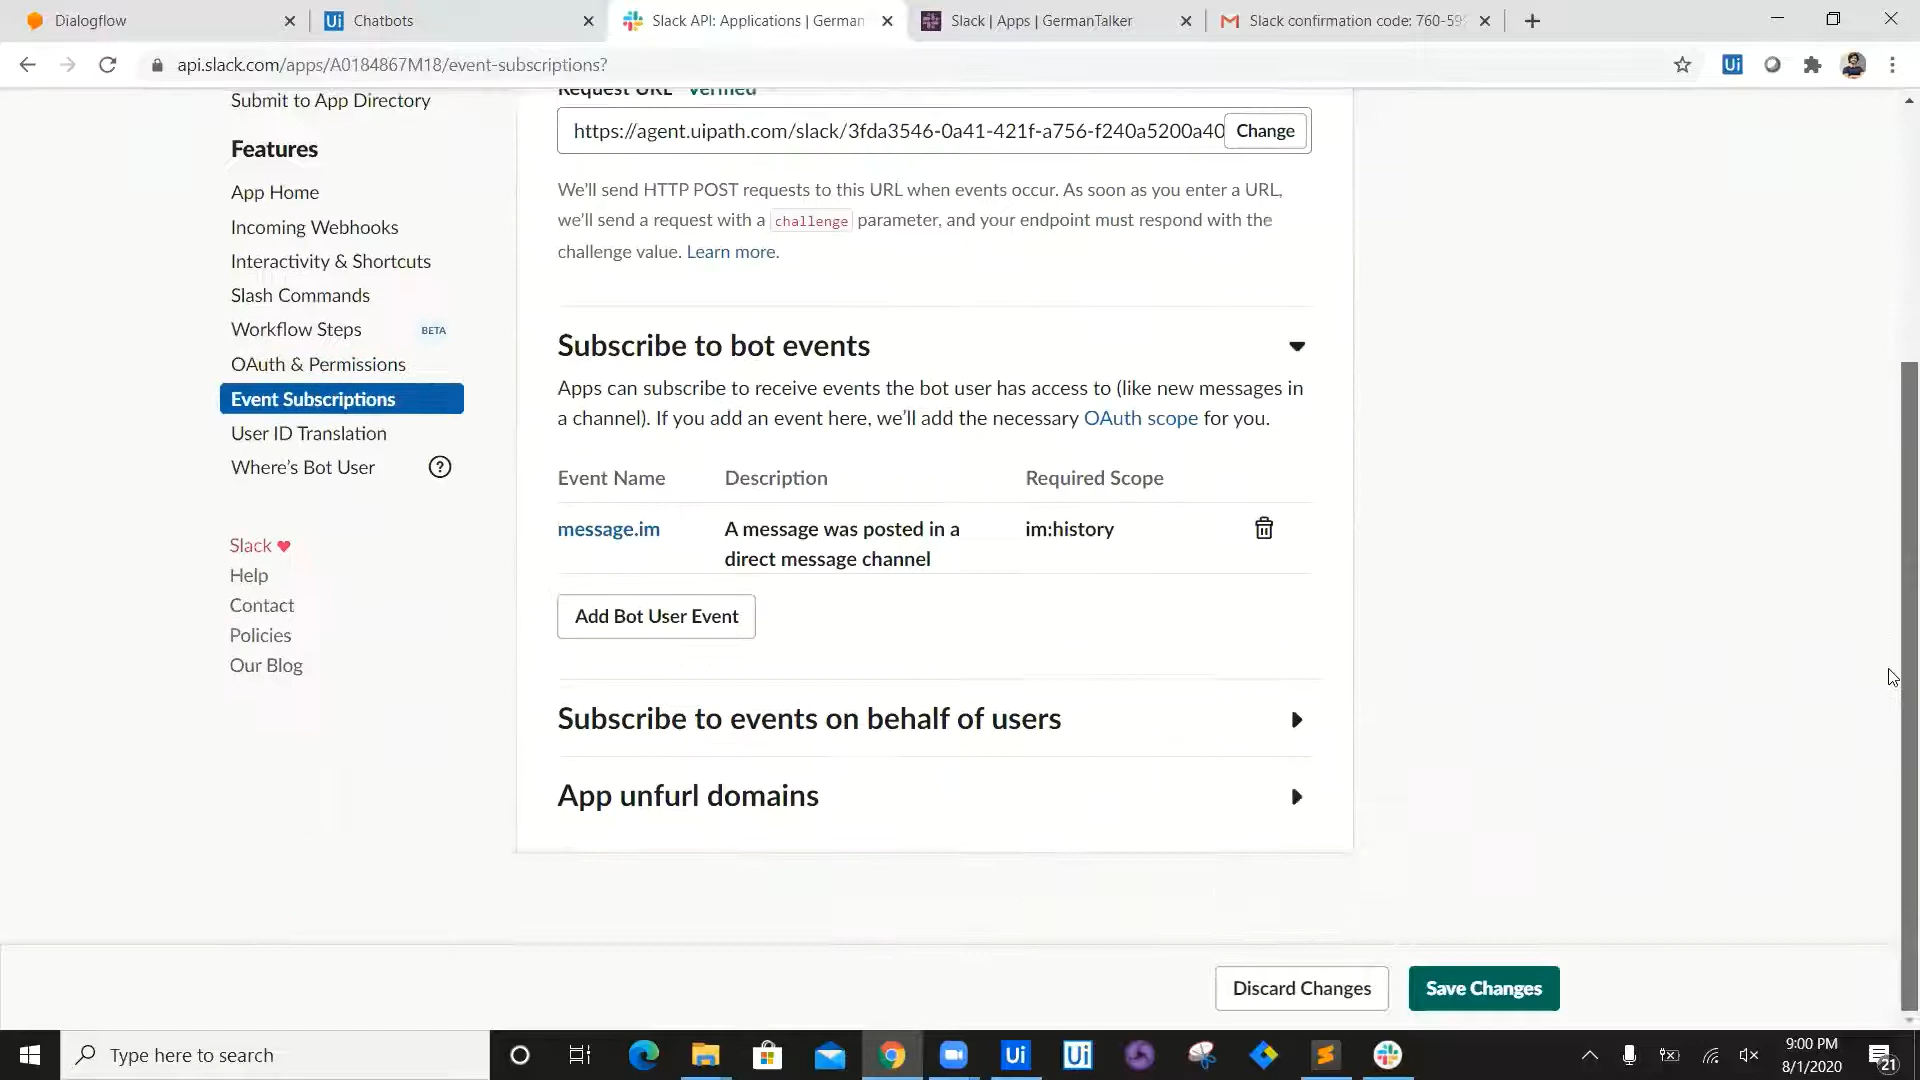 Dialogflow
Chatbots
Slack API: Applications | German
Slack | Apps | GermanTalker
Slack confirmation code: 760-59
api.slack.com/apps/A0184867M18/event-subscriptions?
Submit to App Directory
Features
App Home
Incoming Webhooks
Interactivity & Shortcuts
Slash Commands
Workflow Steps BETA
OAuth & Permissions
Event Subscriptions
User ID Translation
Where's Bot User ?
Slack ♥
Help
Contact
Policies
Our Blog
Request URL Verified
https://agent.uipath.com/slack/3fda3546-0a41-421f-a756-f240a5200a40 Change
We'll send HTTP POST requests to this URL when events occur. As soon as you enter a URL,
we'll send a request with a challenge parameter, and your endpoint must respond with the
challenge value. Learn more.
Subscribe to bot events
Apps can subscribe to receive events the bot user has access to (like new messages in
a channel). If you add an event here, we'll add the necessary OAuth scope for you.
Event Name Description Required Scope
message.im A message was posted in a im:history
direct message channel
Add Bot User Event
Subscribe to events on behalf of users
App unfurl domains
Discard Changes Save Changes
Type here to search
Ui
Ui
9:00 PM
8/1/2020
21